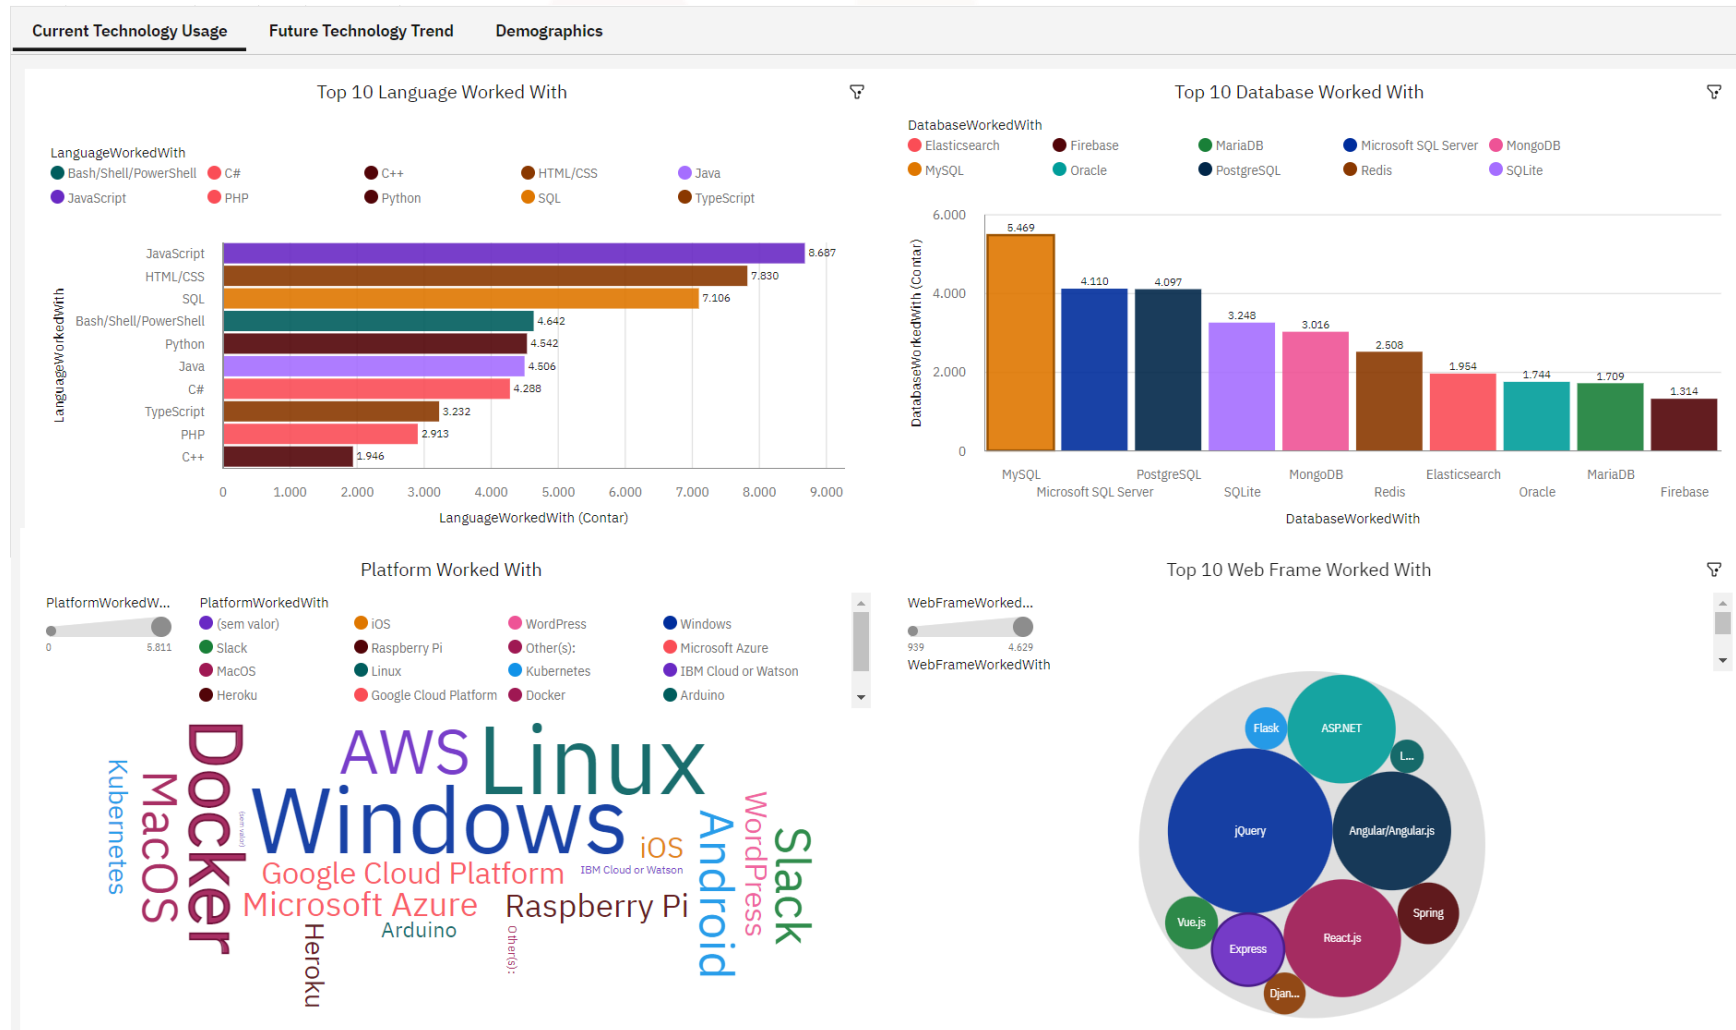 Current Technology Usage Future Technology Trend Demographics
Top 10 Language Worked With
LanguageWorkedWith
Bash/Shell/PowerShell C# C++ HTML/CSS Java
JavaScript PHP Python SQL TypeScript
LanguageWorkedWith
JavaScript 8.687
HTML/CSS 7.830
SQL 7.106
Bash/Shell/PowerShell 4.642
Python 4.542
Java 4.506
C# 4.288
TypeScript 3.232
PHP 2.913
C++ 1.946
0 1.000 2.000 3.000 4.000 5.000 6.000 7.000 8.000 9.000
LanguageWorkedWith (Contar)
Top 10 Database Worked With
DatabaseWorkedWith
Elasticsearch Firebase MariaDB Microsoft SQL Server MongoDB
MySQL Oracle PostgreSQL Redis SQLite
DatabaseWorkedWith (Contar)
6.000
4.000
2.000
0
5.469 4.110 4.097 3.248 3.016 2.508 1.954 1.744 1.709 1.314
MySQL PostgreSQL MongoDB Elasticsearch MariaDB
Microsoft SQL Server SQLite Redis Oracle Firebase
DatabaseWorkedWith
Platform Worked With
PlatformWorkedW...
0 5.811
PlatformWorkedWith
(sem valor) iOS WordPress Windows
Slack Raspberry Pi Other(s): Microsoft Azure
MacOS Linux Kubernetes IBM Cloud or Watson
Heroku Google Cloud Platform Docker Arduino
Kubernetes
MacOS
Docker
(sem valor)
AWS
Linux
Windows
iOS
Google Cloud Platform
IBM Cloud or Watson
Microsoft Azure
Raspberry Pi
Arduino
Heroku
Other(s):
Android
WordPress
Slack
Top 10 Web Frame Worked With
WebFrameWorked...
939 4.629
WebFrameWorkedWith
Flask
ASP.NET
L...
jQuery
Angular/Angular.js
Vue.js
Express
React.js
Spring
Djan...